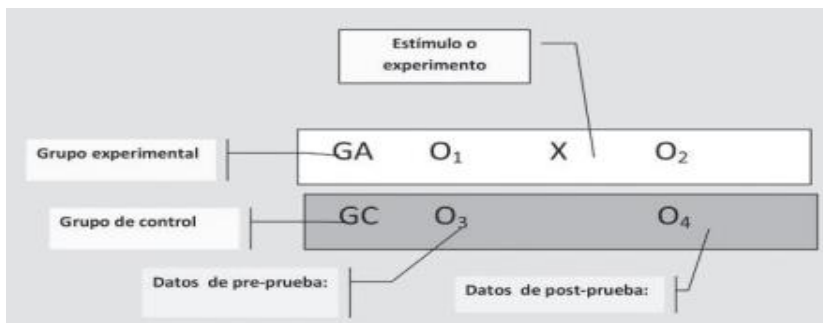 Estímulo o
experimento
Grupo experimental
GA O₁ X O₂
Grupo de control
GC O₃ O₄
Datos de pre-prueba:
Datos de post-prueba: